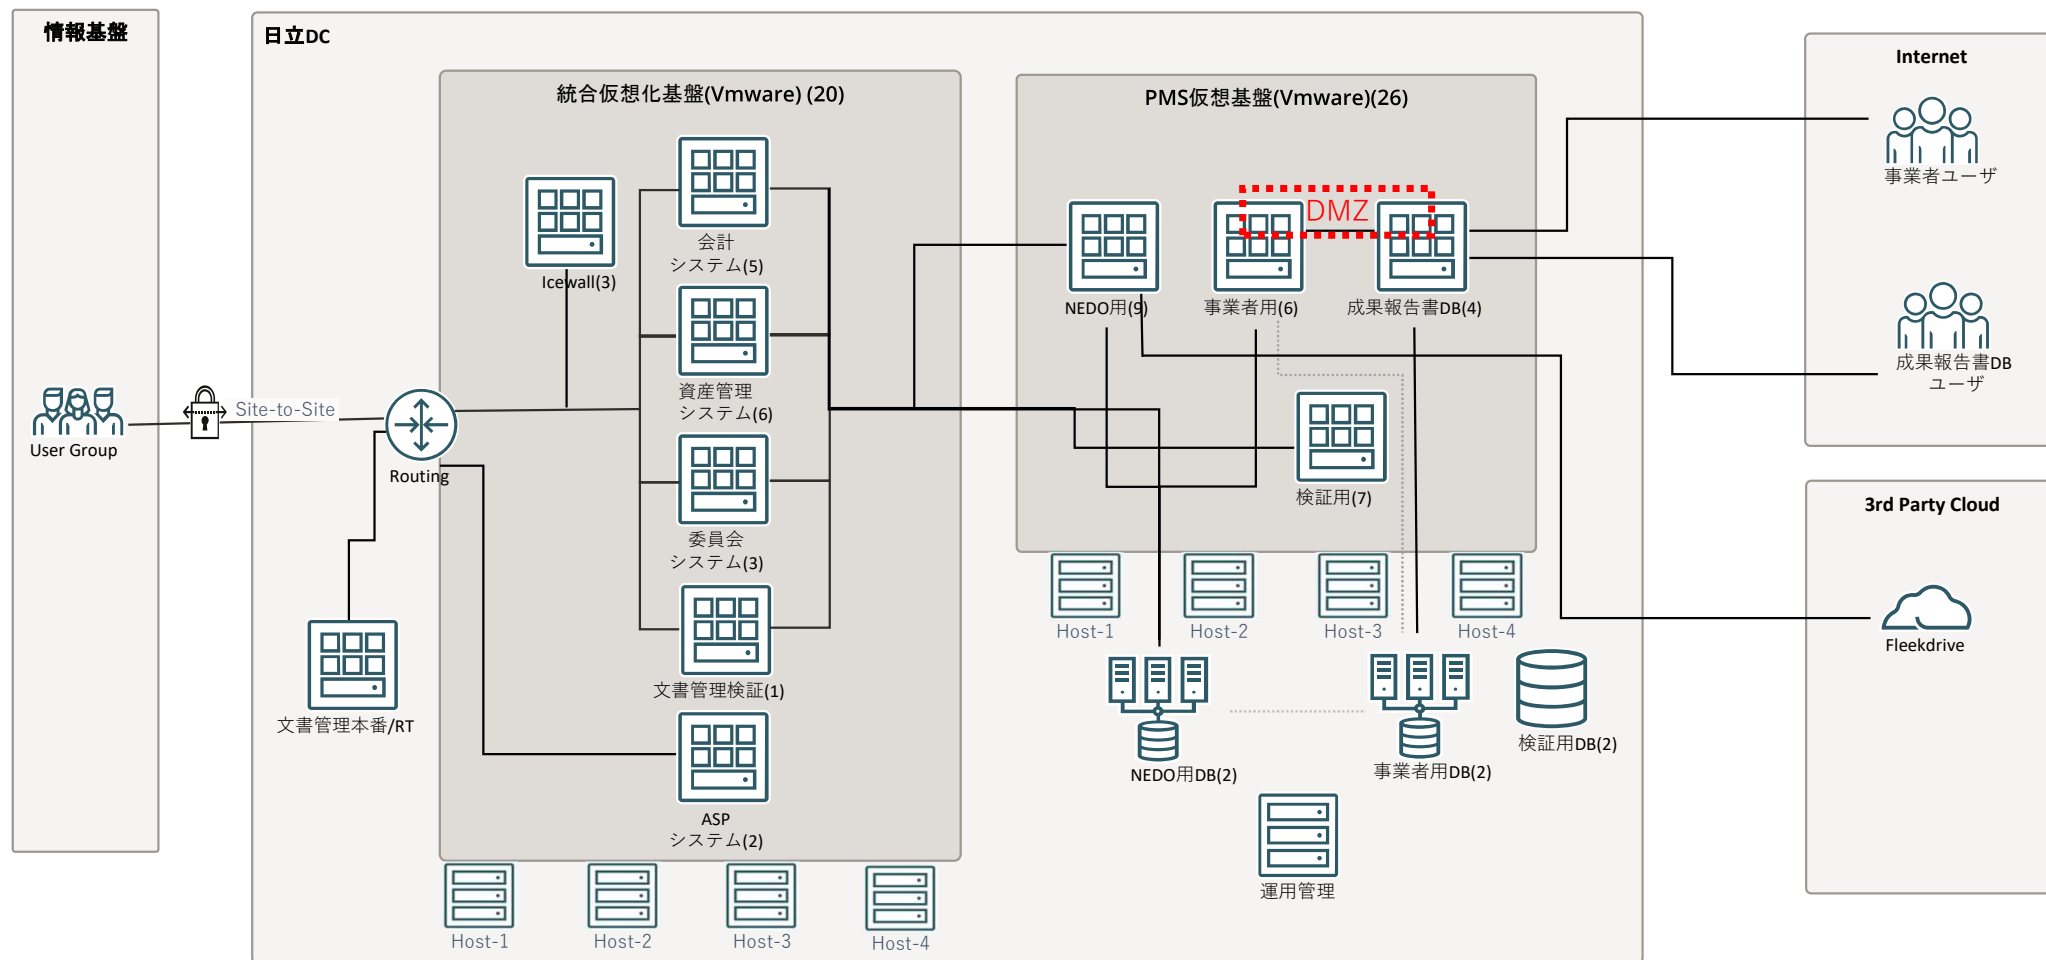 情報基盤
User Group
Site-to-Site
日立DC
Routing
文書管理本番/RT
統合仮想化基盤(Vmware) (20)
Icewall(3)
会計
システム(5)
資産管理
システム(6)
委員会
システム(3)
文書管理検証(1)
ASP
システム(2)
Host-1
Host-2
Host-3
Host-4
PMS仮想基盤(Vmware)(26)
DMZ
NEDO用(9)
事業者用(6)
成果報告書DB(4)
検証用(7)
Host-1
Host-2
Host-3
Host-4
NEDO用DB(2)
事業者用DB(2)
検証用DB(2)
運用管理
Internet
事業者ユーザ
成果報告書DB
ユーザ
3rd Party Cloud
Fleekdrive